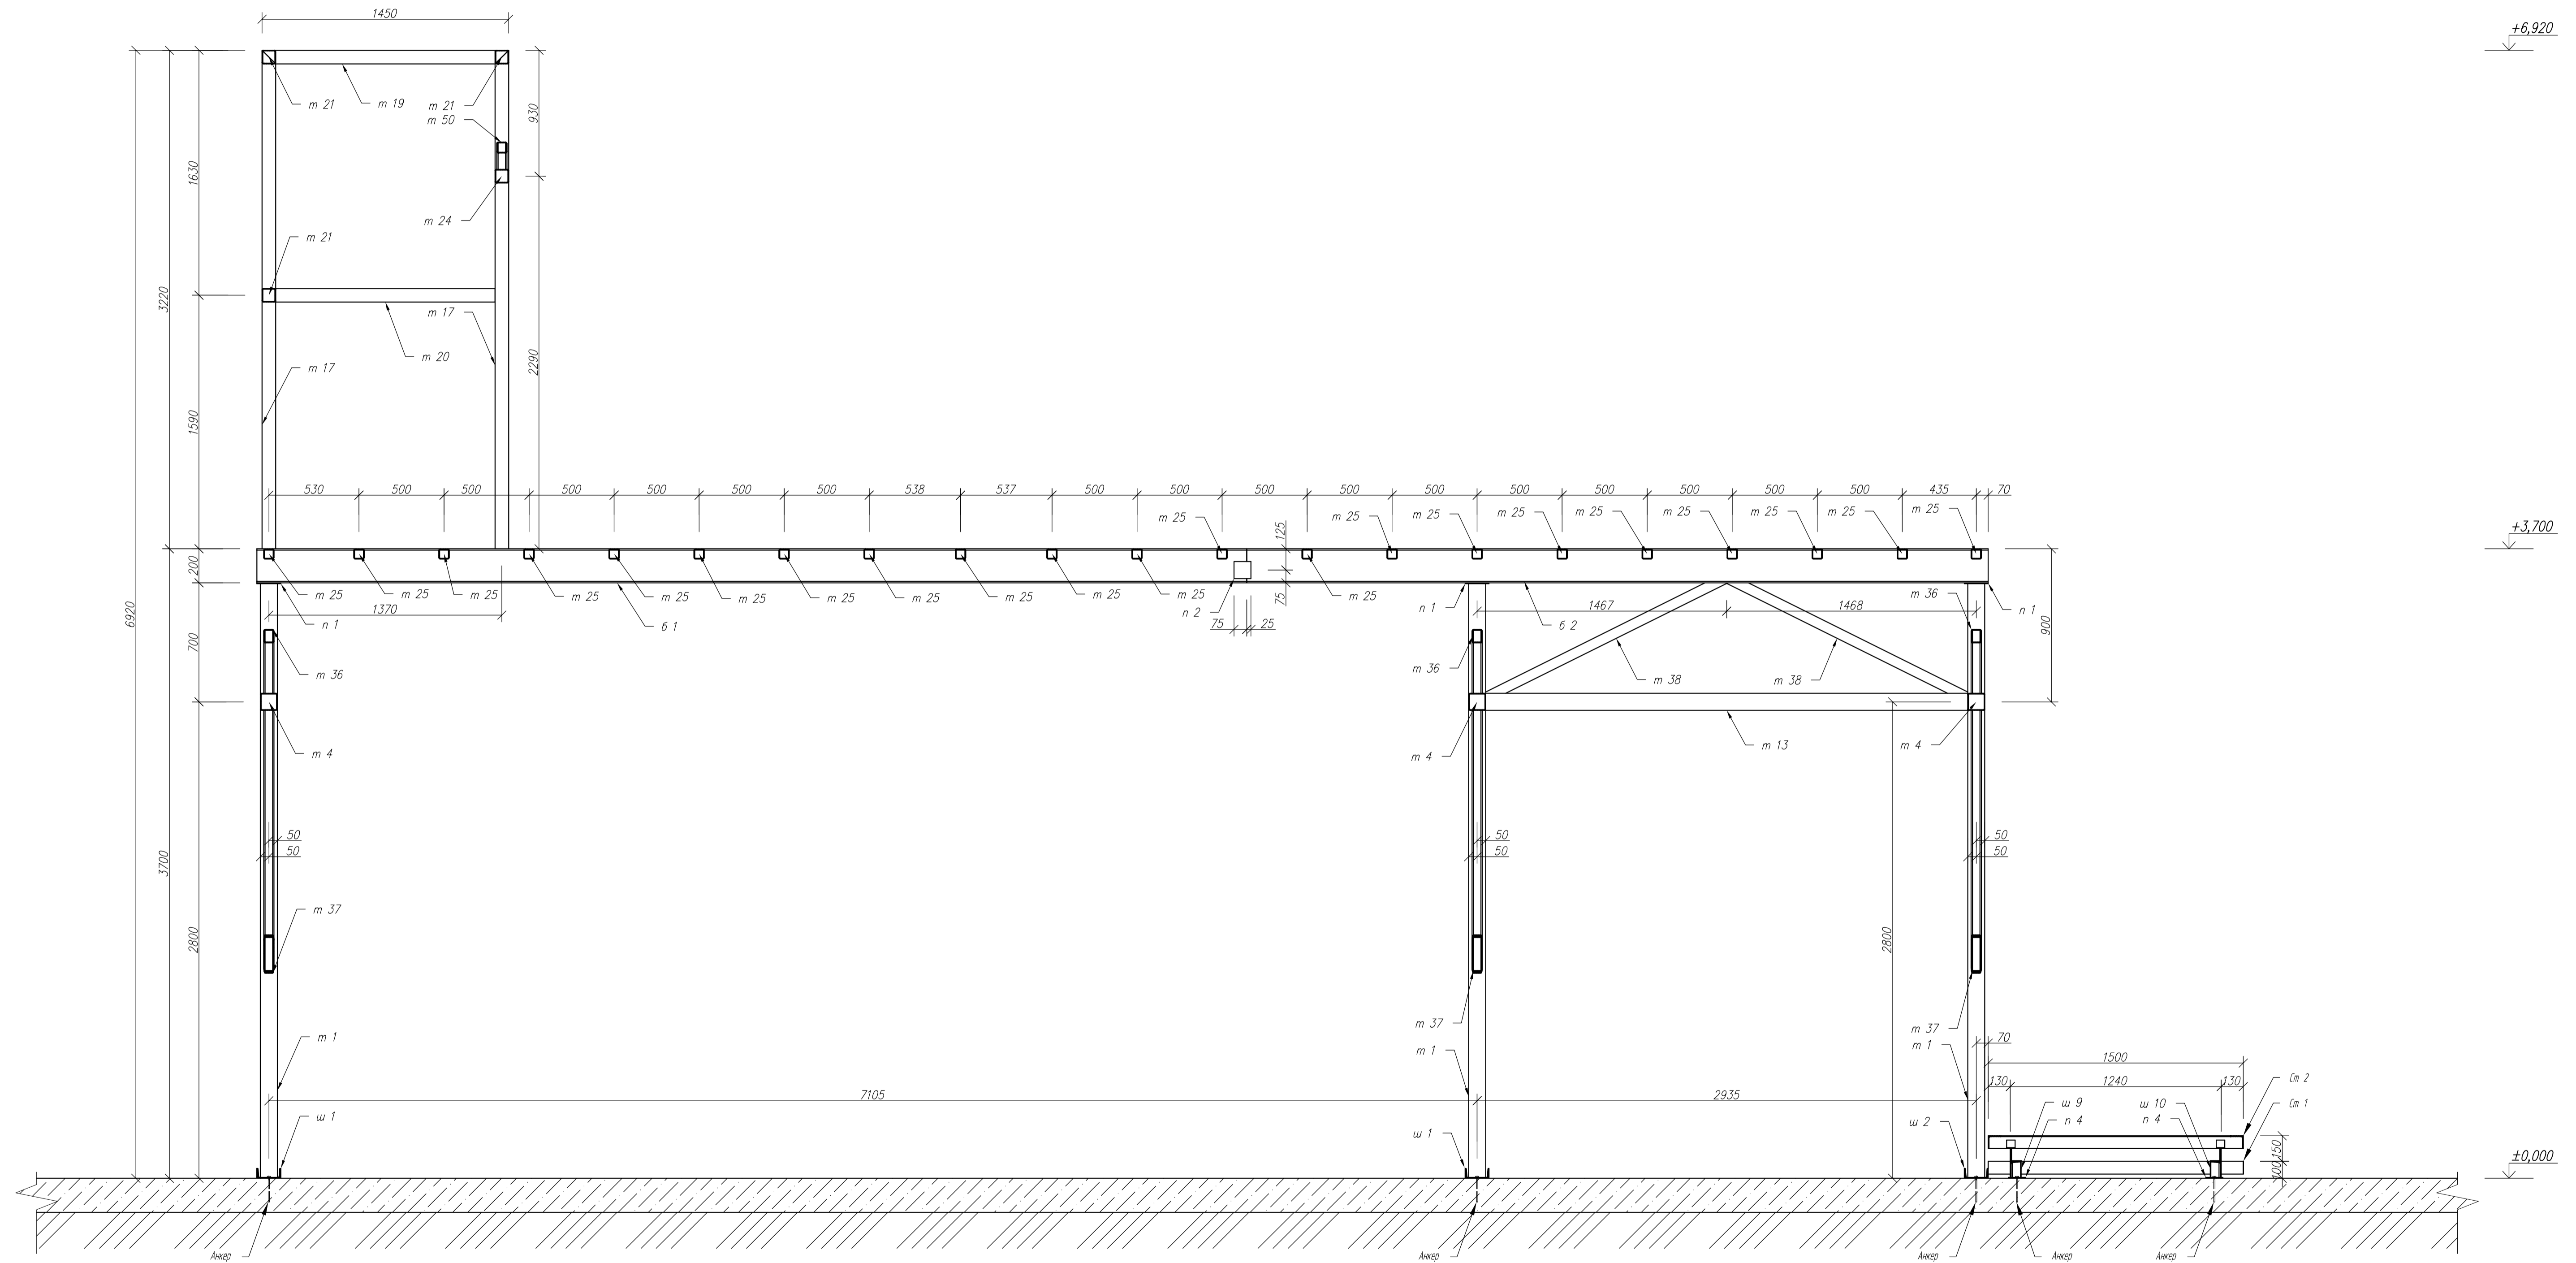 1450
+6,920
т 21
т 19
т 21
т 50
930
1630
т 24
т 21
3220
т 17
т 20
2290
т 17
1590
530 500 500 500 500 500 500 538 537 500 500 500 500 500 500 500 500 500 500 435 70
т 25 т 25 т 25 т 25 т 25 т 25 т 25 т 25 т 25 т 25
125
+3,700
200
т 25 т 25 т 25 т 25 т 25 т 25 т 25 т 25 т 25 т 25 т 25 т 25
1370
п 1
б 1
п 2
75
75 25
п 1
1467
1468
б 2
т 36
п 1
900
6920
700
т 36
т 36
т 38
т 38
т 4
т 4
т 13
т 4
50
50
50
50
50
50
3700
2800
т 37
2800
т 37
т 37
т 1
т 1
т 1
70
1500
130 1240 130
7105
2935
Ст 2
Ст 1
ш 1
ш 1
ш 2
ш 9
п 4
ш 10
п 4
150
100
±0,000
Анкер Анкер Анкер Анкер Анкер